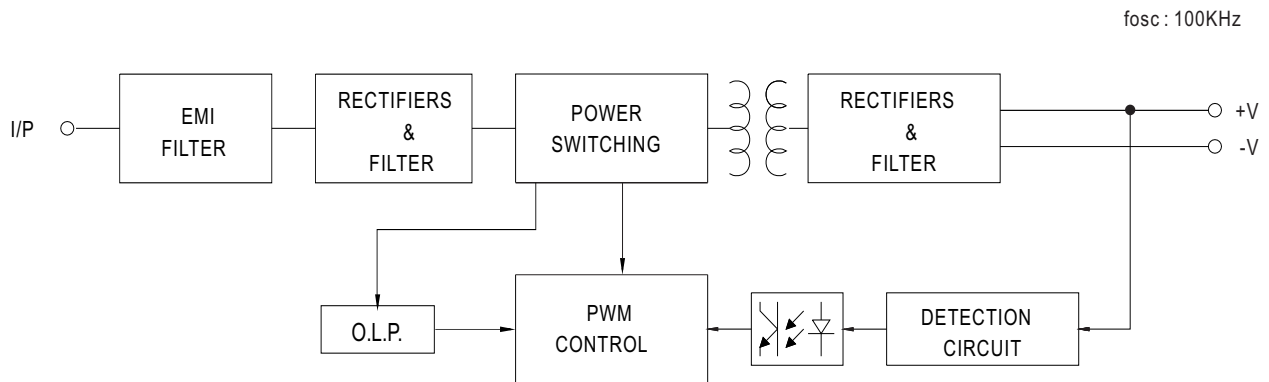 fosc : 100KHz
I/P
EMI
FILTER
RECTIFIERS
&
FILTER
POWER
SWITCHING
RECTIFIERS
&
FILTER
+V
-V
O.L.P.
PWM
CONTROL
DETECTION
CIRCUIT